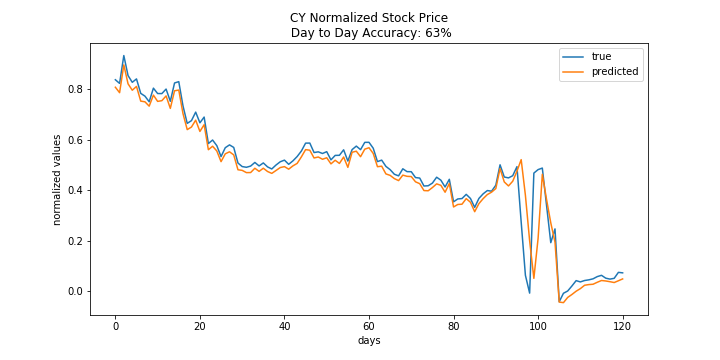 CY Normalized Stock Price
Day to Day Accuracy: 63%
true
predicted
normalized values
0.8
0.6
0.4
0.2
0.0
0 20 40 60 80 100 120
days